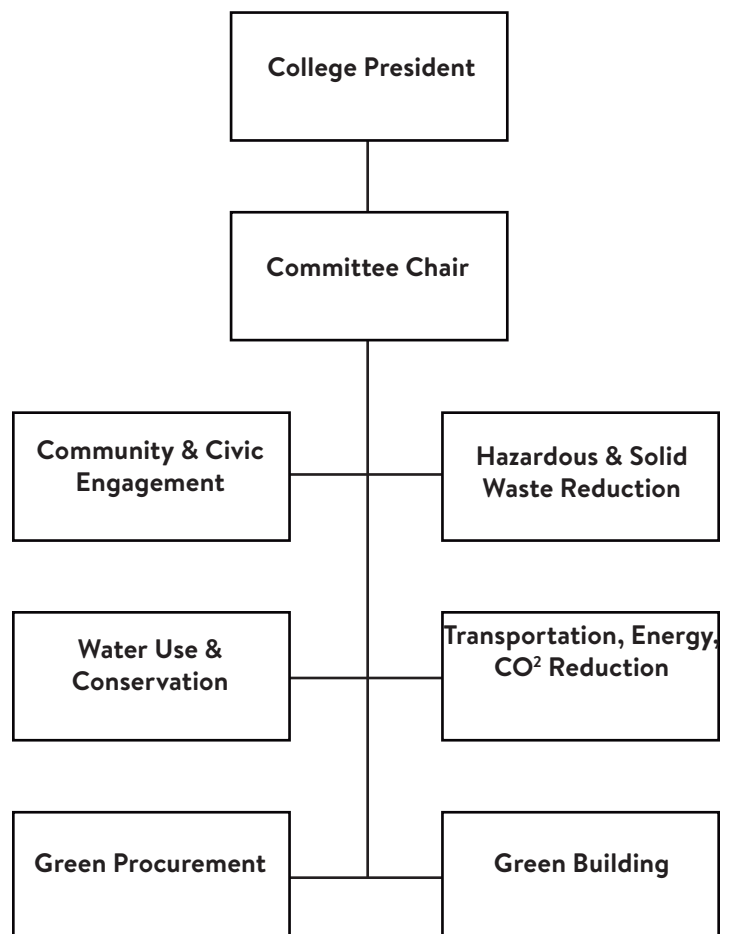 College President
Committee Chair
Community & Civic
Engagement
Hazardous & Solid
Waste Reduction
Water Use &
Conservation
Transportation, Energy,
CO² Reduction
Green Procurement
Green Building